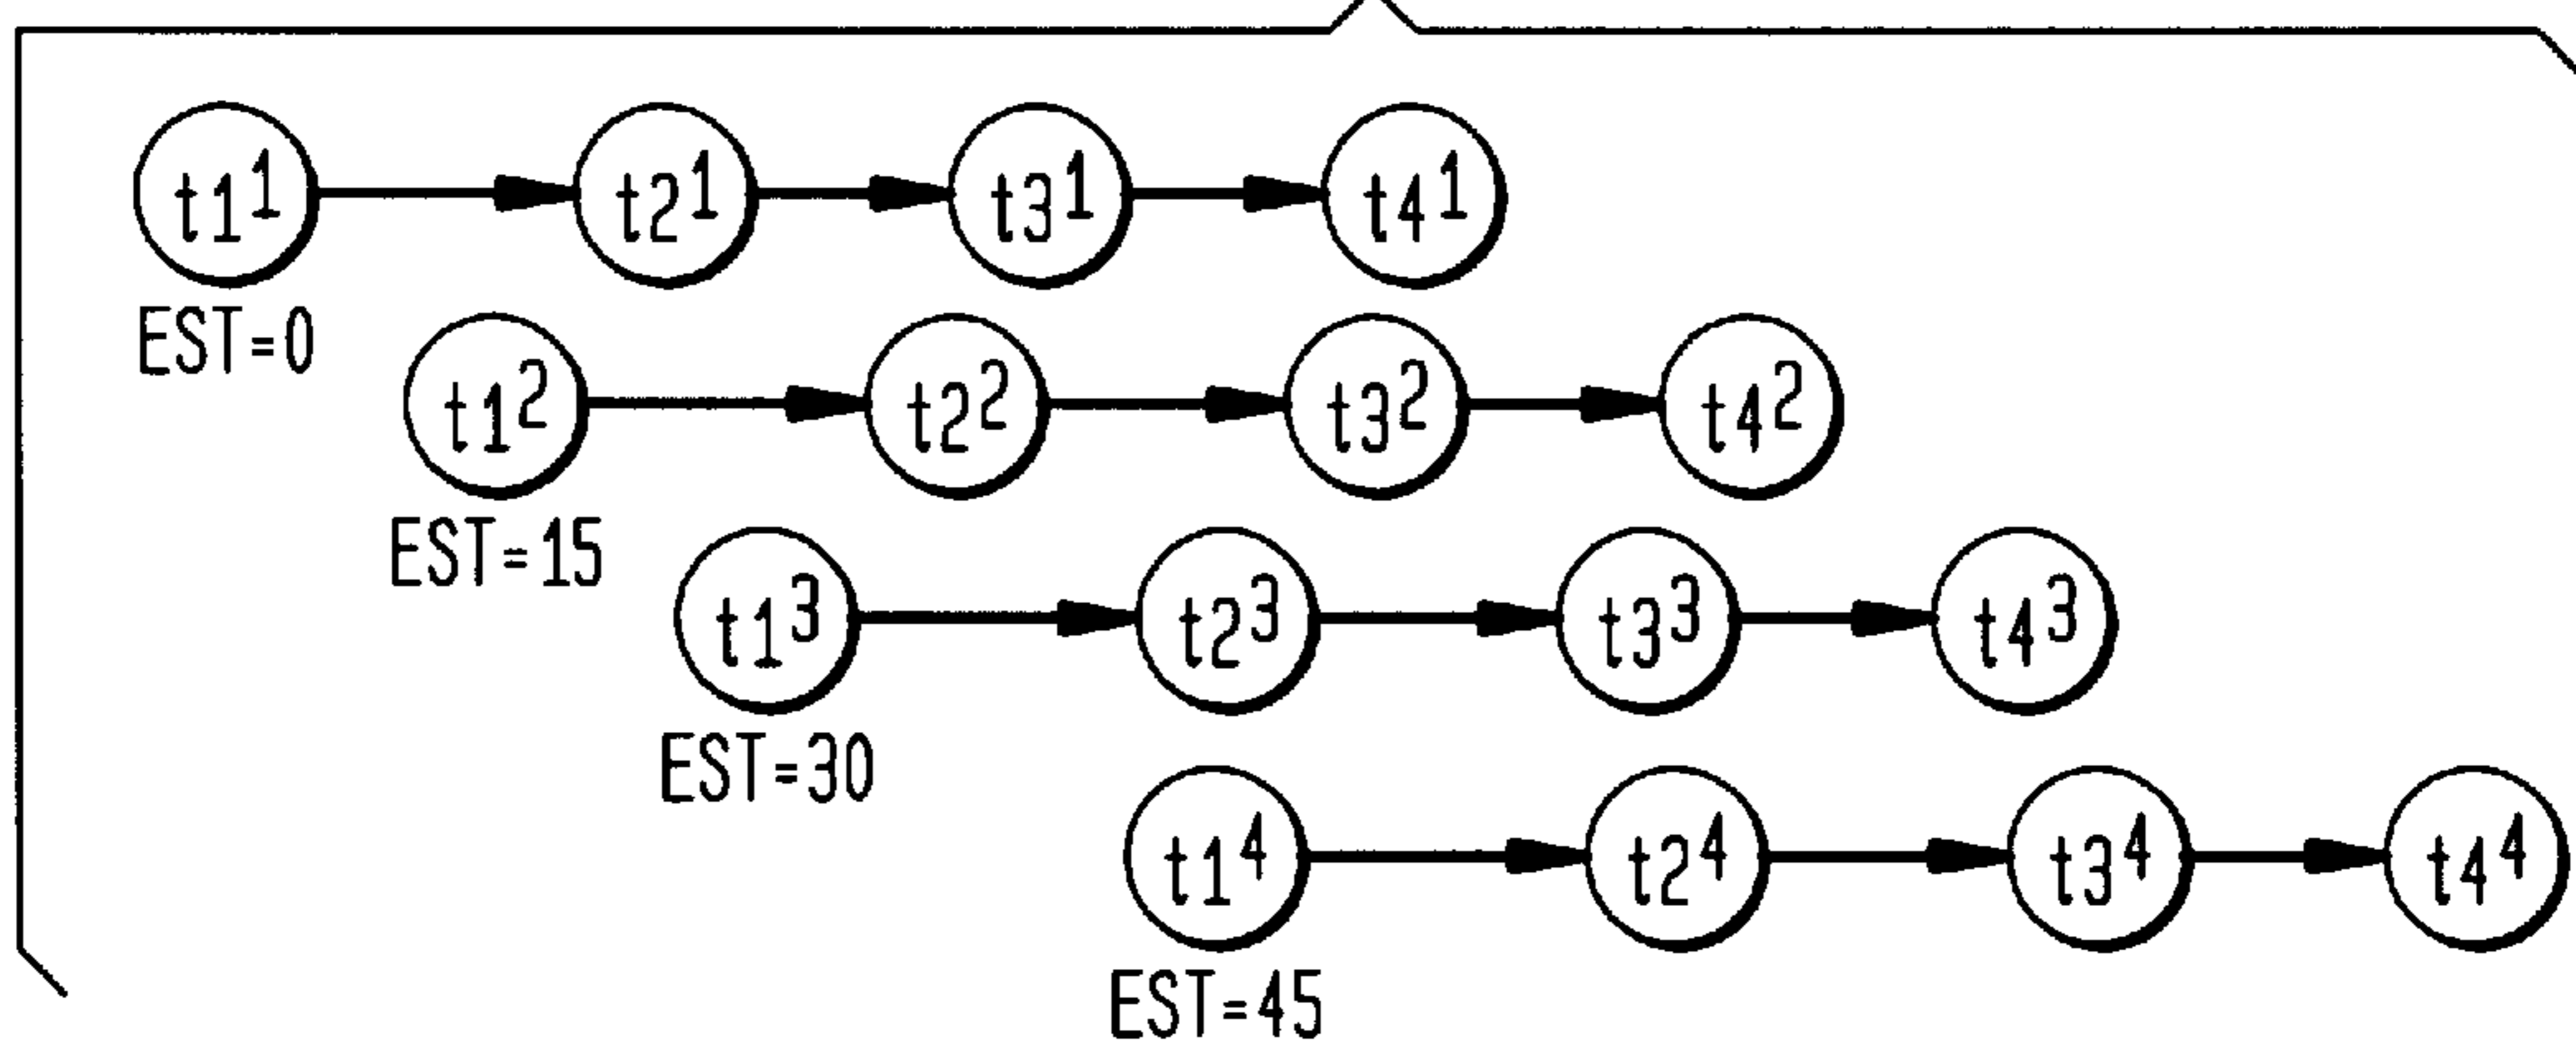 t1¹ t2¹ t3¹ t4¹
EST=0
t1² t2² t3² t4²
EST=15
t1³ t2³ t3³ t4³
EST=30
t1⁴ t2⁴ t3⁴ t4⁴
EST=45